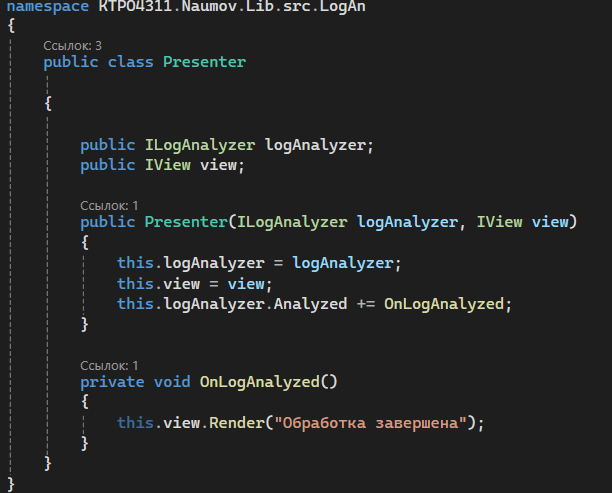 namespace КТРО4311.Naumov.Lib.src.LogAn
{
Ссылок: 3
public class Presenter
{
public ILogAnalyzer logAnalyzer;
public IView view;
Ссылок: 1
public Presenter(ILogAnalyzer logAnalyzer, IView view)
{
this.logAnalyzer = logAnalyzer;
this.view = view;
this.logAnalyzer.Analyzed += OnLogAnalyzed;
}
Ссылок: 1
private void OnLogAnalyzed()
{
this.view.Render("Обработка завершена");
}
}
}